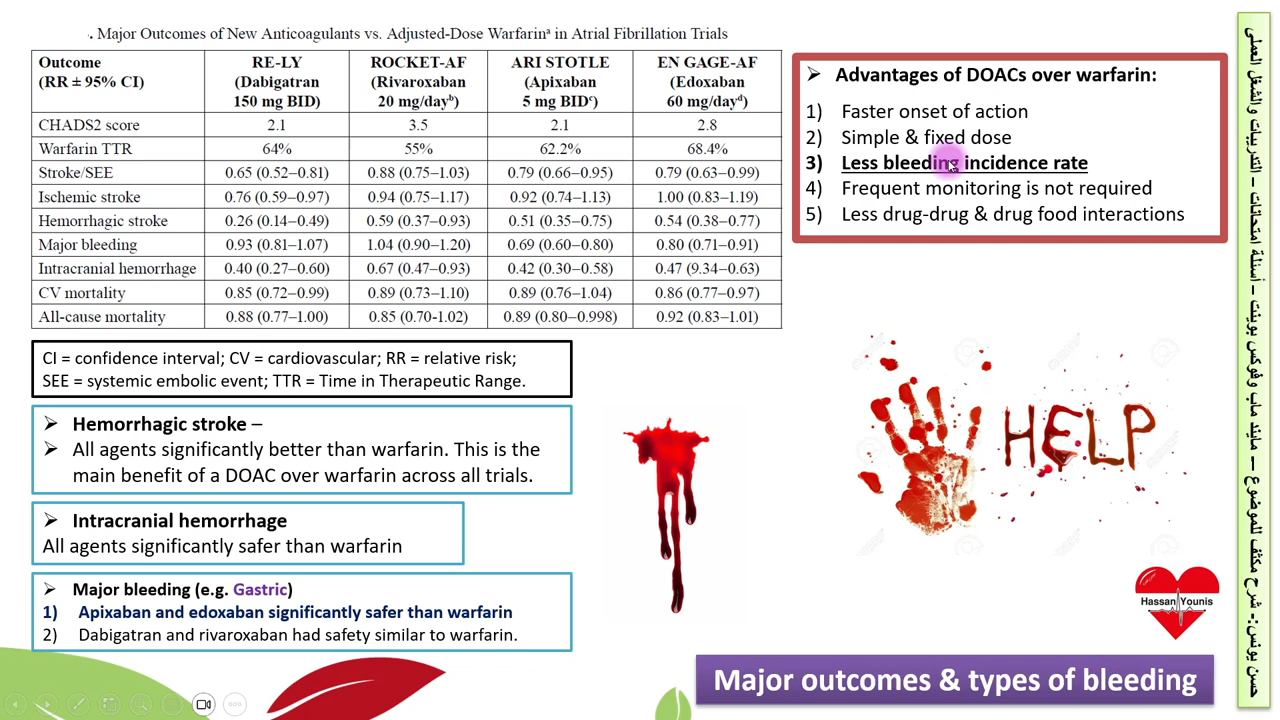 . Major Outcomes of New Anticoagulants vs. Adjusted-Dose Warfarinᵃ in Atrial Fibrillation Trials
Outcome (RR ± 95% CI) RE-LY (Dabigatran 150 mg BID) ROCKET-AF (Rivaroxaban 20 mg/dayᵇ) ARI STOTLE (Apixaban 5 mg BIDᶜ) EN GAGE-AF (Edoxaban 60 mg/dayᵈ)
CHADS2 score 2.1 3.5 2.1 2.8
Warfarin TTR 64% 55% 62.2% 68.4%
Stroke/SEE 0.65 (0.52–0.81) 0.88 (0.75–1.03) 0.79 (0.66–0.95) 0.79 (0.63–0.99)
Ischemic stroke 0.76 (0.59–0.97) 0.94 (0.75–1.17) 0.92 (0.74–1.13) 1.00 (0.83–1.19)
Hemorrhagic stroke 0.26 (0.14–0.49) 0.59 (0.37–0.93) 0.51 (0.35–0.75) 0.54 (0.38–0.77)
Major bleeding 0.93 (0.81–1.07) 1.04 (0.90–1.20) 0.69 (0.60–0.80) 0.80 (0.71–0.91)
Intracranial hemorrhage 0.40 (0.27–0.60) 0.67 (0.47–0.93) 0.42 (0.30–0.58) 0.47 (9.34–0.63)
CV mortality 0.85 (0.72–0.99) 0.89 (0.73–1.10) 0.89 (0.76–1.04) 0.86 (0.77–0.97)
All-cause mortality 0.88 (0.77–1.00) 0.85 (0.70-1.02) 0.89 (0.80–0.998) 0.92 (0.83–1.01)
CI = confidence interval; CV = cardiovascular; RR = relative risk;
SEE = systemic embolic event; TTR = Time in Therapeutic Range.
➢ Hemorrhagic stroke –
➢ All agents significantly better than warfarin. This is the
main benefit of a DOAC over warfarin across all trials.
➢ Intracranial hemorrhage
All agents significantly safer than warfarin
➢ Major bleeding (e.g. Gastric)
1) Apixaban and edoxaban significantly safer than warfarin
2) Dabigatran and rivaroxaban had safety similar to warfarin.
➢ Advantages of DOACs over warfarin:
1) Faster onset of action
2) Simple & fixed dose
3) Less bleeding incidence rate
4) Frequent monitoring is not required
5) Less drug-drug & drug food interactions
HELP
Hassan Younis
Major outcomes & types of bleeding
حسن يونس:- شرح مكثف للموضوع – مايند ماب وفوكس بوينت – أسئلة امتحانات – التدريبات والشغل العملى